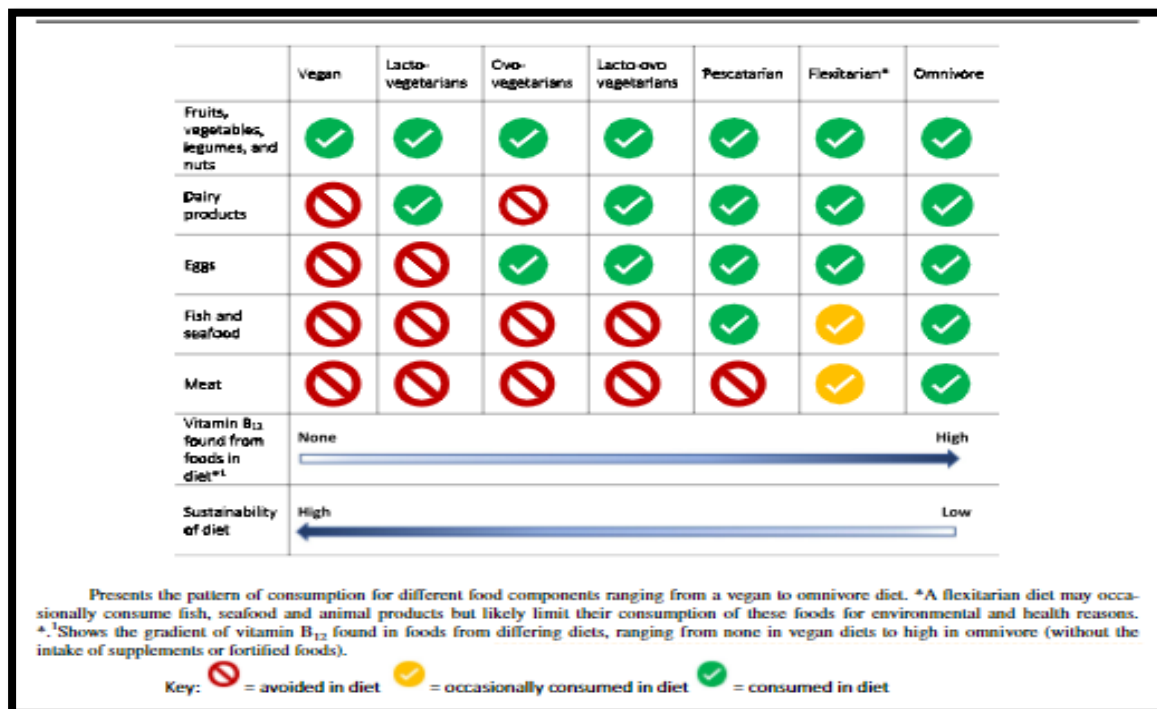 Vegan
Lacto-
vegetarians
Ovo-
vegetarians
Lacto-ovo
vegetarians
Pescatarian
Flexitarian*
Omnivore
Fruits,
vegetables,
legumes, and
nuts
Dairy
products
Eggs
Fish and
seafood
Meat
Vitamin B₁₂
found from
foods in
diet*¹
None
High
Sustainability
of diet
High
Low
Presents the pattern of consumption for different food components ranging from a vegan to omnivore diet. *A flexitarian diet may occa-
sionally consume fish, seafood and animal products but likely limit their consumption of these foods for environmental and health reasons.
*.¹Shows the gradient of vitamin B₁₂ found in foods from differing diets, ranging from none in vegan diets to high in omnivore (without the
intake of supplements or fortified foods).
Key: = avoided in diet = occasionally consumed in diet = consumed in diet